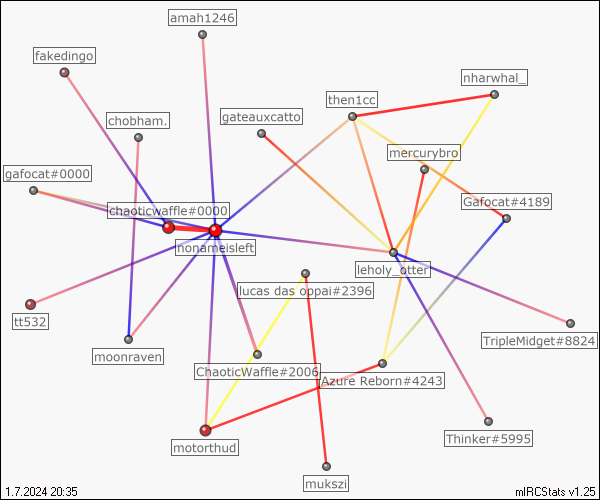 amah1246
fakedingo
nharwhal_
then1cc
chobham.
gateauxcatto
mercurybro
gafocat#0000
Gafocat#4189
chaoticwaffle#0000
nonameisleft
leholy_otter
lucas das oppai#2396
tt532
TripleMidget#8824
moonraven
ChaoticWaffle#2006
Azure Reborn#4243
Thinker#5995
motorthud
mukszi
1.7.2024 20:35
mIRCStats v1.25